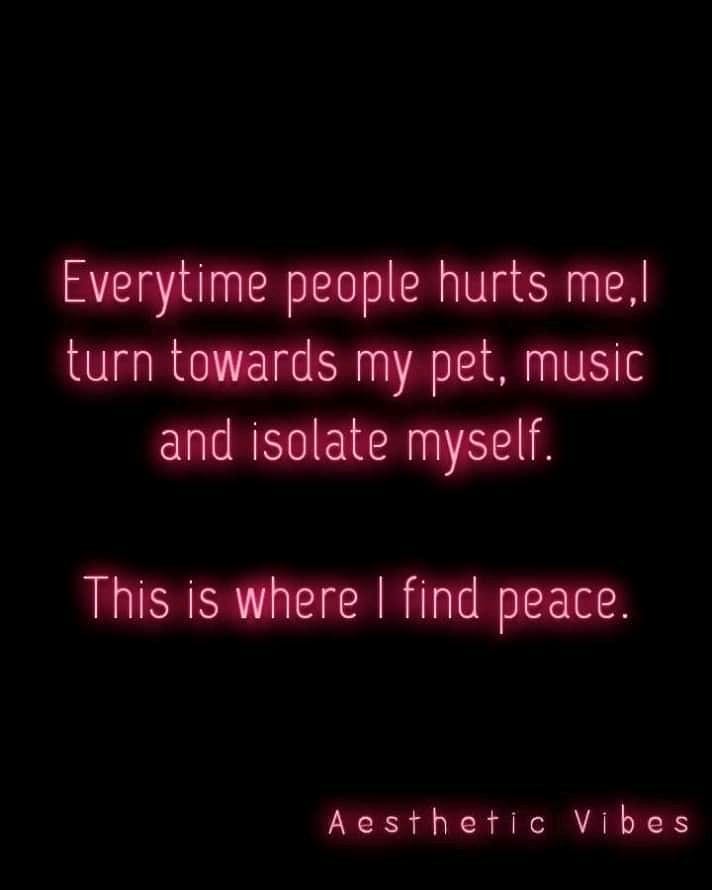 Everytime people hurts me,I
turn towards my pet, music
and isolate myself.
This is where I find peace.
Aesthetic Vibes